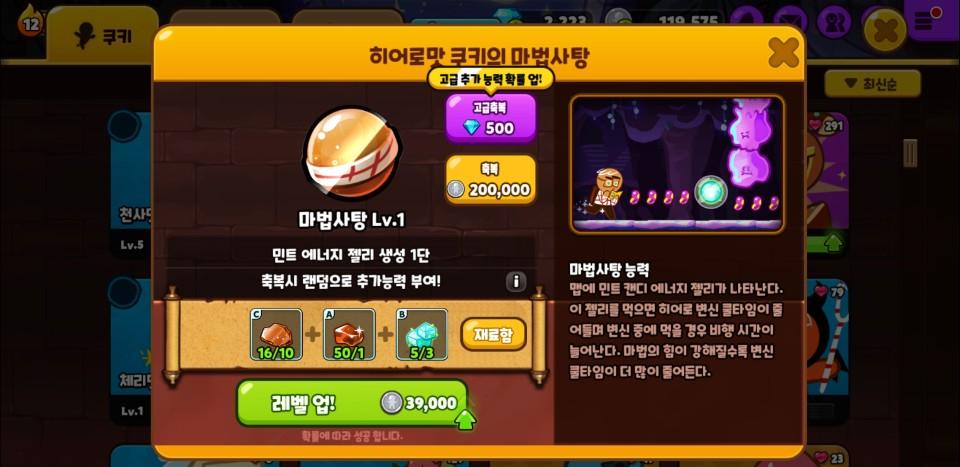 12
쿠키
2,223
119,575
히어로맛 쿠키의 마법사탕
최신순
고급 추가 능력 확률 업!
고급축복
500
축복
200,000
291
마법사탕 Lv.1
민트 에너지 젤리 생성 1단
축복시 랜덤으로 추가능력 부여!
i
Lv.5
마법사탕 능력
맵에 민트 캔디 에너지 젤리가 나타난다.
이 젤리를 먹으면 히어로 변신 쿨타임이 줄
어들며 변신 중에 먹을 경우 비행 시간이
늘어난다. 마법의 힘이 강해질수록 변신
쿨타임이 더 많이 줄어든다.
79
C
A
B
16/10
50/1
5/3
재료함
레벨 업!
39,000
Lv.1
확률에 따라 성공 합니다.
23